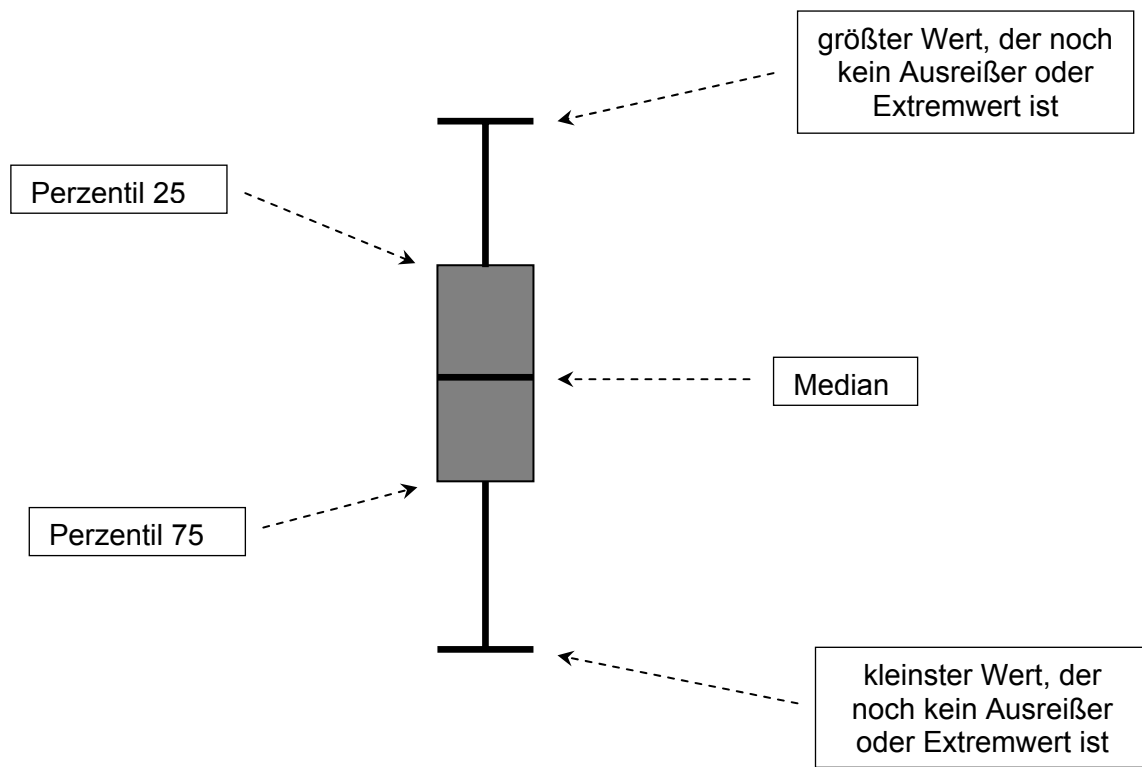 größter Wert, der noch
kein Ausreißer oder
Extremwert ist
Perzentil 25
Median
Perzentil 75
kleinster Wert, der
noch kein Ausreißer
oder Extremwert ist